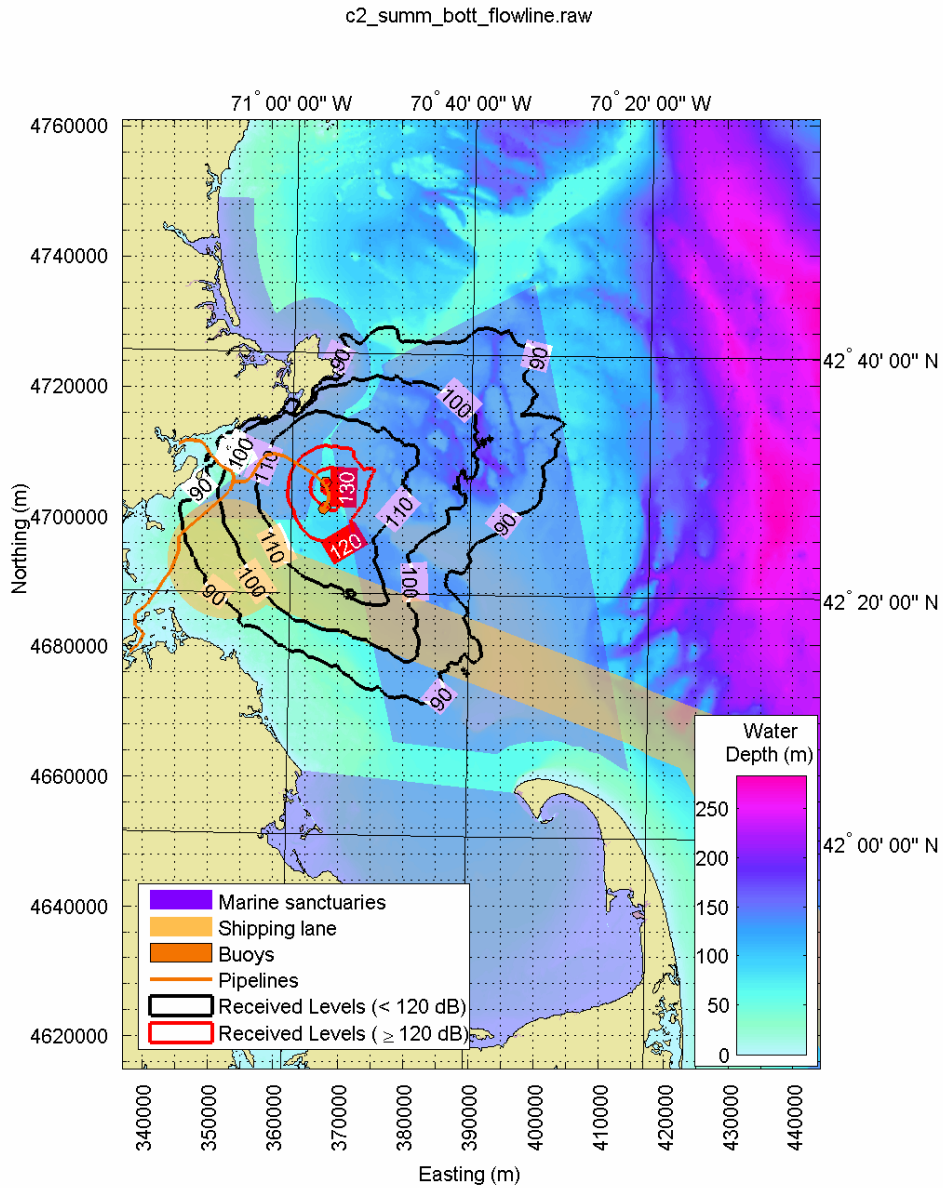 c2_summ_bott_flowline.raw
71° 00' 00" W
70° 40' 00" W
70° 20' 00" W
4760000
4740000
4720000
4700000
4680000
4660000
4640000
4620000
Northing (m)
42° 40' 00" N
42° 20' 00" N
42° 00' 00" N
90
90
100
100
110
90
130
110
90
120
110
100
100
90
90
Water
Depth (m)
250
200
150
100
50
0
Marine sanctuaries
Shipping lane
Buoys
Pipelines
Received Levels (< 120 dB)
Received Levels ( ≥ 120 dB)
340000
350000
360000
370000
380000
390000
400000
410000
420000
430000
440000
Easting (m)